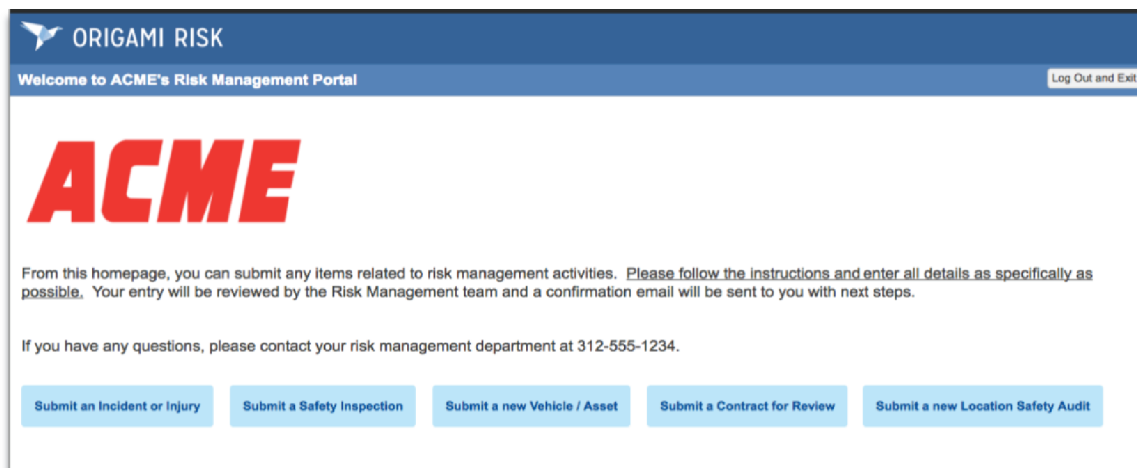 ORIGAMI RISK
Welcome to ACME's Risk Management Portal
Log Out and Exit
ACME
From this homepage, you can submit any items related to risk management activities. Please follow the instructions and enter all details as specifically as
possible. Your entry will be reviewed by the Risk Management team and a confirmation email will be sent to you with next steps.
If you have any questions, please contact your risk management department at 312-555-1234.
Submit an Incident or Injury
Submit a Safety Inspection
Submit a new Vehicle / Asset
Submit a Contract for Review
Submit a new Location Safety Audit